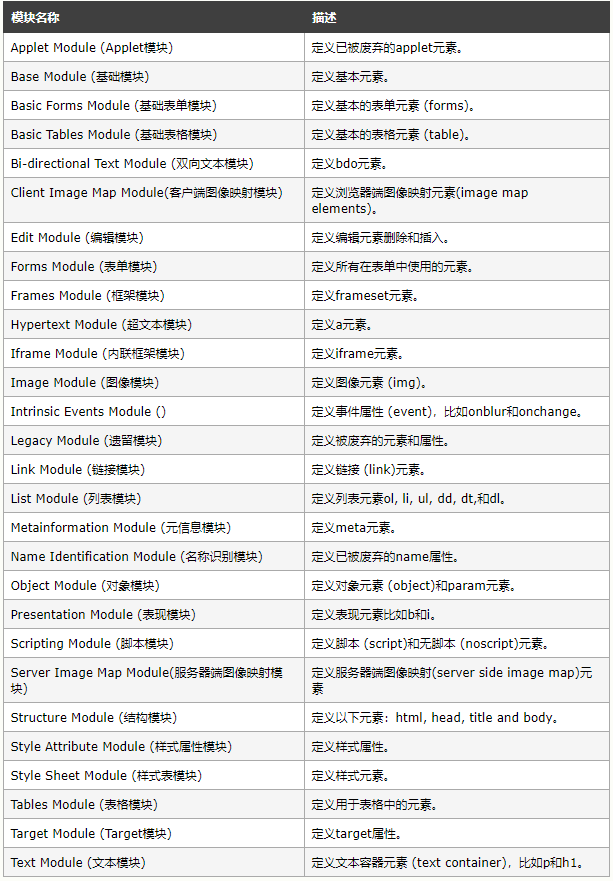 模块名称 描述
Applet Module (Applet模块) 定义已被废弃的applet元素。
Base Module (基础模块) 定义基本元素。
Basic Forms Module (基础表单模块) 定义基本的表单元素 (forms)。
Basic Tables Module (基础表格模块) 定义基本的表格元素 (table)。
Bi-directional Text Module (双向文本模块) 定义bdo元素。
Client Image Map Module(客户端图像映射模块) 定义浏览器端图像映射元素(image map
elements)。
Edit Module (编辑模块) 定义编辑元素删除和插入。
Forms Module (表单模块) 定义所有在表单中使用的元素。
Frames Module (框架模块) 定义frameset元素。
Hypertext Module (超文本模块) 定义a元素。
Iframe Module (内联框架模块) 定义iframe元素。
Image Module (图像模块) 定义图像元素 (img)。
Intrinsic Events Module () 定义事件属性 (event)，比如onblur和onchange。
Legacy Module (遗留模块) 定义被废弃的元素和属性。
Link Module (链接模块) 定义链接 (link)元素。
List Module (列表模块) 定义列表元素ol, li, ul, dd, dt,和dl。
Metainformation Module (元信息模块) 定义meta元素。
Name Identification Module (名称识别模块) 定义已被废弃的name属性。
Object Module (对象模块) 定义对象元素 (object)和param元素。
Presentation Module (表现模块) 定义表现元素比如b和i。
Scripting Module (脚本模块) 定义脚本 (script)和无脚本 (noscript)元素。
Server Image Map Module(服务器端图像映射模
块) 定义服务器端图像映射(server side image map)元
素
Structure Module (结构模块) 定义以下元素：html, head, title and body。
Style Attribute Module (样式属性模块) 定义样式属性。
Style Sheet Module (样式表模块) 定义样式元素。
Tables Module (表格模块) 定义用于表格中的元素。
Target Module (Target模块) 定义target属性。
Text Module (文本模块) 定义文本容器元素 (text container)，比如p和h1。